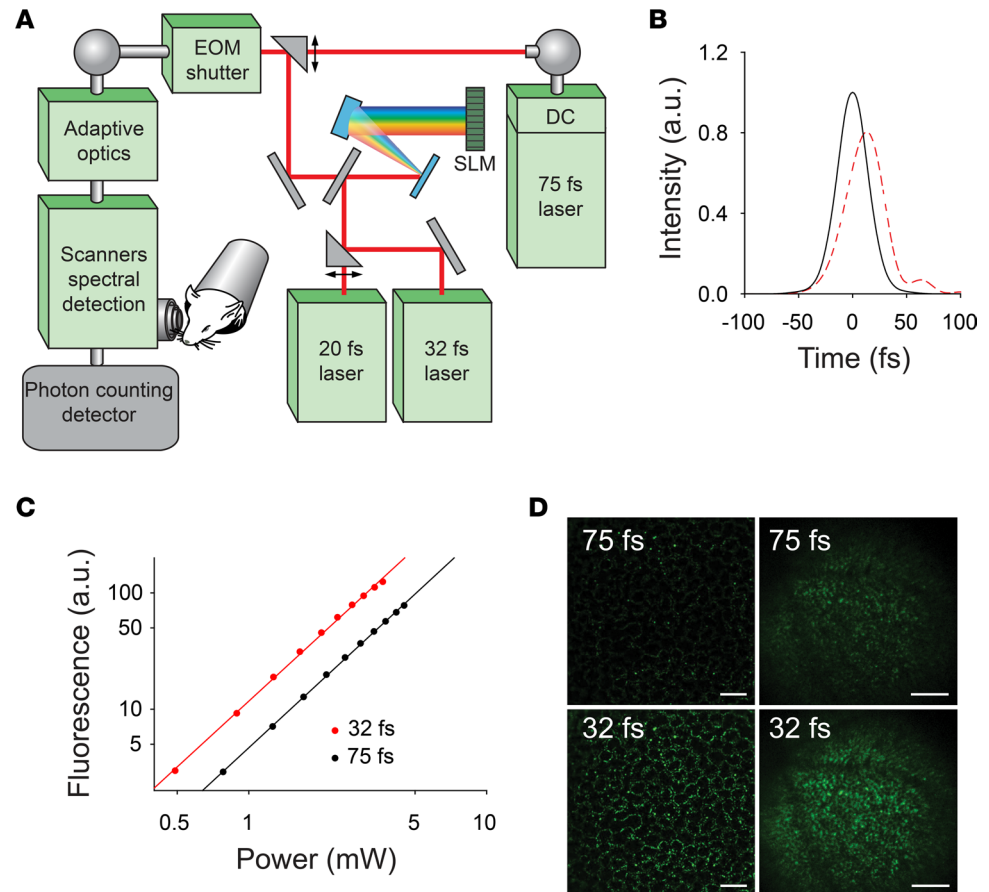 A
EOM
shutter
Adaptive
optics
DC
75 fs
laser
SLM
Scanners
spectral
detection
20 fs
laser
32 fs
laser
Photon counting
detector
B
Intensity (a.u.)
1.2
0.8
0.4
0.0
-100
-50
0
50
100
Time (fs)
C
Fluorescence (a.u.)
100
50
10
5
32 fs
75 fs
0.5
1
5
10
Power (mW)
D
75 fs
75 fs
32 fs
32 fs